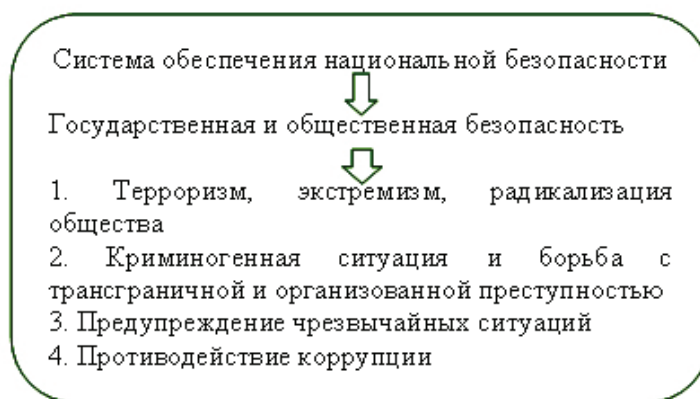 Система обеспечения национальной безопасности
Государственная и общественная безопасность
1. Терроризм, экстремизм, радикализация
общества
2. Криминогенная ситуация и борьба с
трансграничной и организованной преступностью
3. Предупреждение чрезвычайных ситуаций
4. Противодействие коррупции